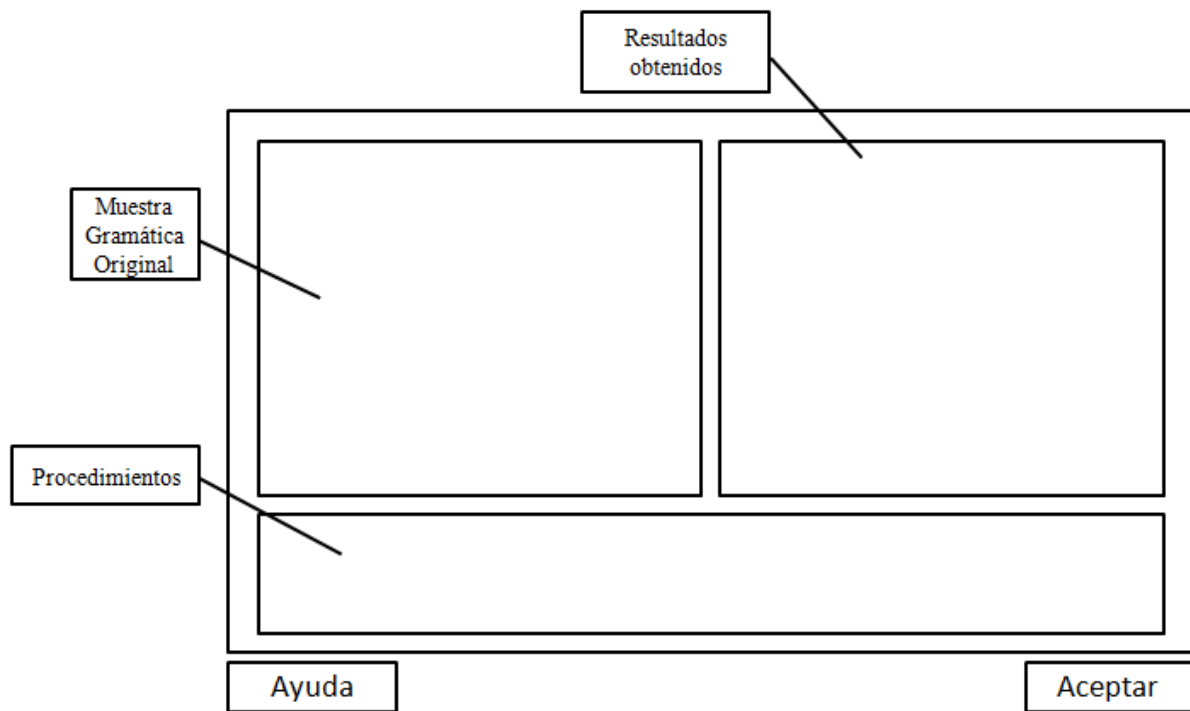 Resultados
obtenidos
Muestra
Gramática
Original
Procedimientos
Ayuda
Aceptar